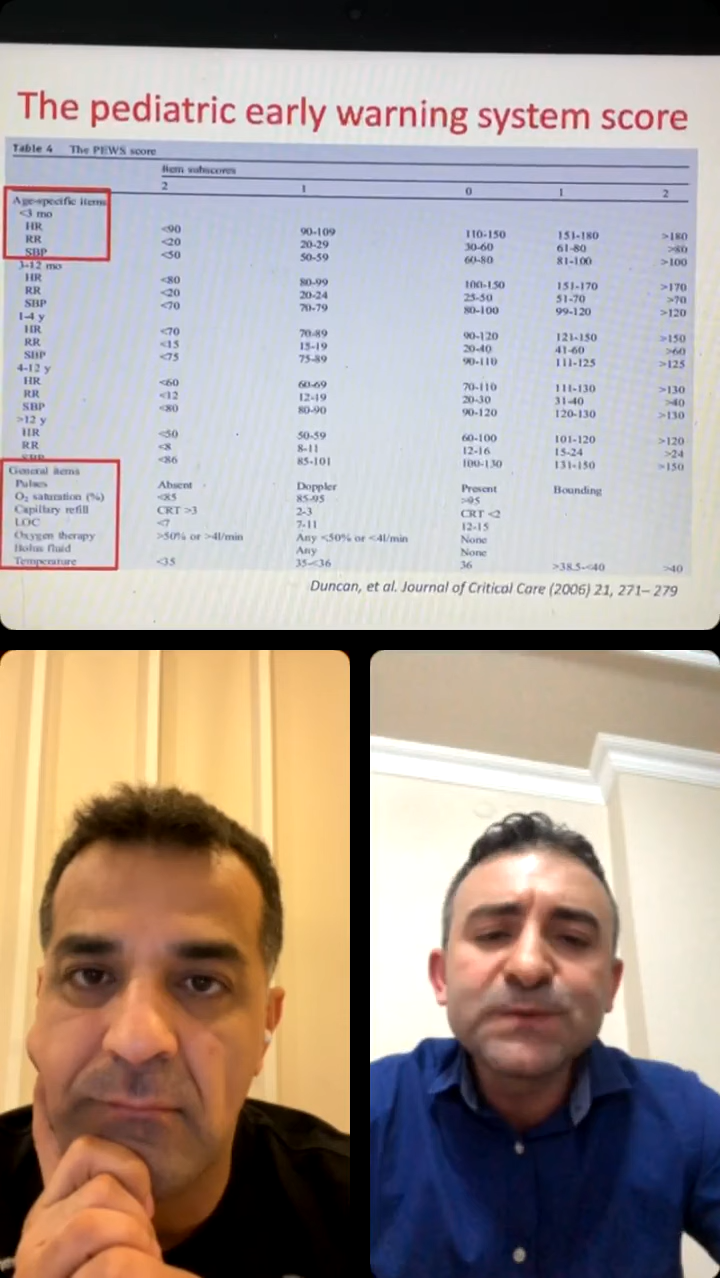 The pediatric early warning system score
Table 4 The PEWS score
Item subscores
2 1 0 1 2
Age-specific items
<3 mo
HR <90 90-109 110-150 151-180 >180
RR <20 20-29 30-60 61-80 >80
SBP <50 50-59 60-80 81-100 >100
3-12 mo
HR <80 80-99 100-150 151-170 >170
RR <20 20-24 25-50 51-70 >70
SBP <70 70-79 80-100 99-120 >120
1-4 y
HR <70 70-89 90-120 121-150 >150
RR <15 15-19 20-40 41-60 >60
SBP <75 75-89 90-110 111-125 >125
4-12 y
HR <60 60-69 70-110 111-130 >130
RR <12 12-19 20-30 31-40 >40
SBP <80 80-90 90-120 120-130 >130
>12 y
HR <50 50-59 60-100 101-120 >120
RR <8 8-11 12-16 15-24 >24
SBP <86 85-101 100-130 131-150 >150
General items
Pulses Absent Doppler Present Bounding
O2 saturation (%) <85 85-95 >95
Capillary refill CRT >3 2-3 CRT <2
LOC <7 7-11 12-15
Oxygen therapy >50% or >4l/min Any <50% or <4l/min None
Bolus fluid Any None
Temperature <35 35-<36 36 >38.5-<40 >40
Duncan, et al. Journal of Critical Care (2006) 21, 271– 279